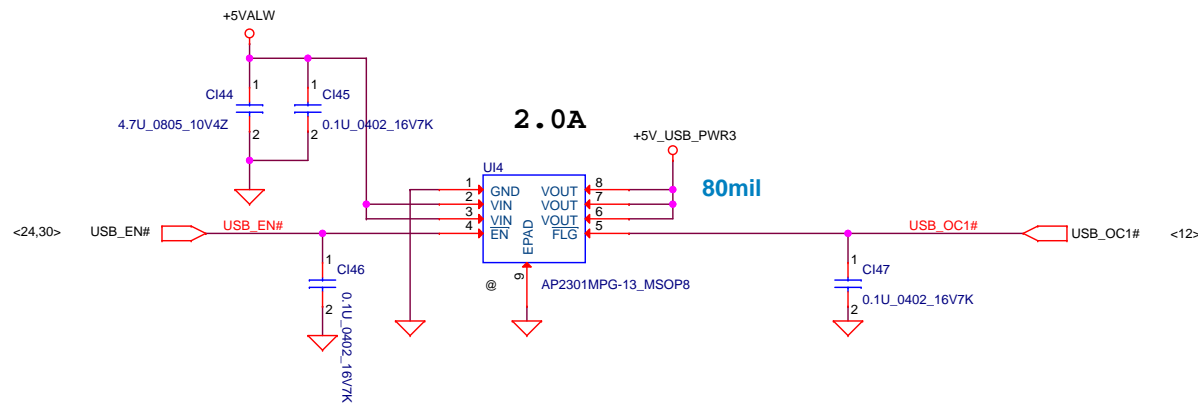 +5VALW
1
CI44
2
4.7U_0805_10V4Z
1
CI45
2
0.1U_0402_16V7K
2.0A
+5V_USB_PWR3
80mil
UI4
1 GND VOUT 8
2 VIN VOUT 7
3 VIN VOUT 6
4 EN FLG 5
EPAD
9
@ AP2301MPG-13_MSOP8
<24,30> USB_EN# USB_EN#
1
CI46
2
0.1U_0402_16V7K
USB_OC1# USB_OC1# <12>
1
CI47
0.1U_0402_16V7K
2